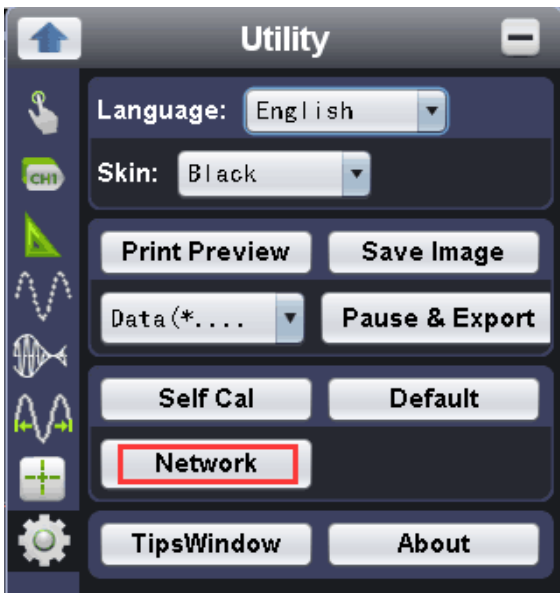 Utility
Language: English
Skin: Black
Print Preview Save Image
Data(*.... Pause & Export
Self Cal Default
Network
TipsWindow About
CH1